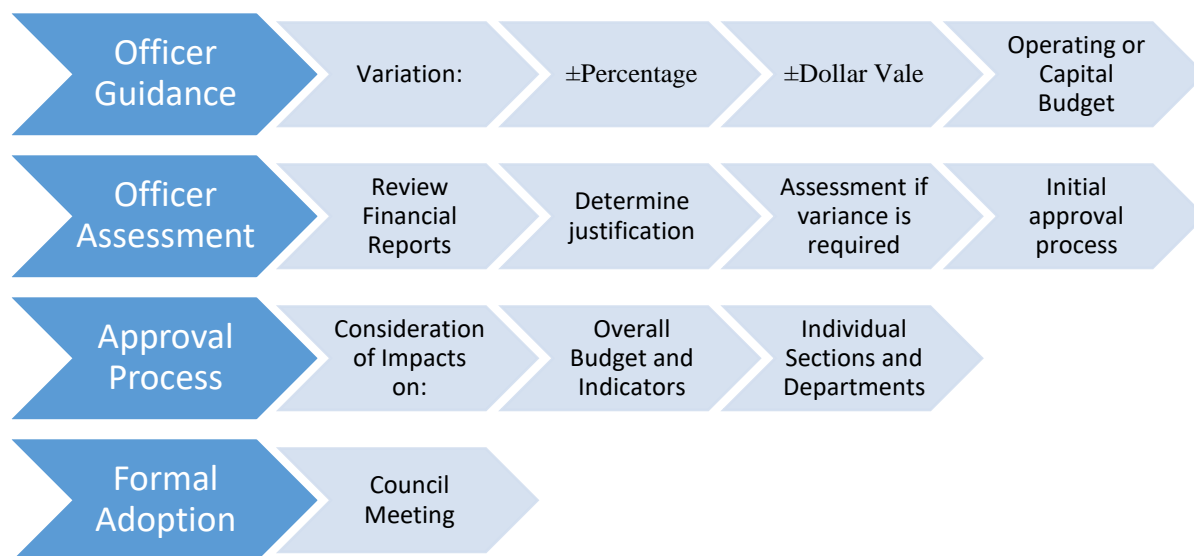 Officer
Guidance
Variation:
±Percentage
±Dollar Vale
Operating or
Capital
Budget
Officer
Assessment
Review
Financial
Reports
Determine
justification
Assessment if
variance is
required
Initial
approval
process
Approval
Process
Consideration
of Impacts
on:
Overall
Budget and
Indicators
Individual
Sections and
Departments
Formal
Adoption
Council
Meeting